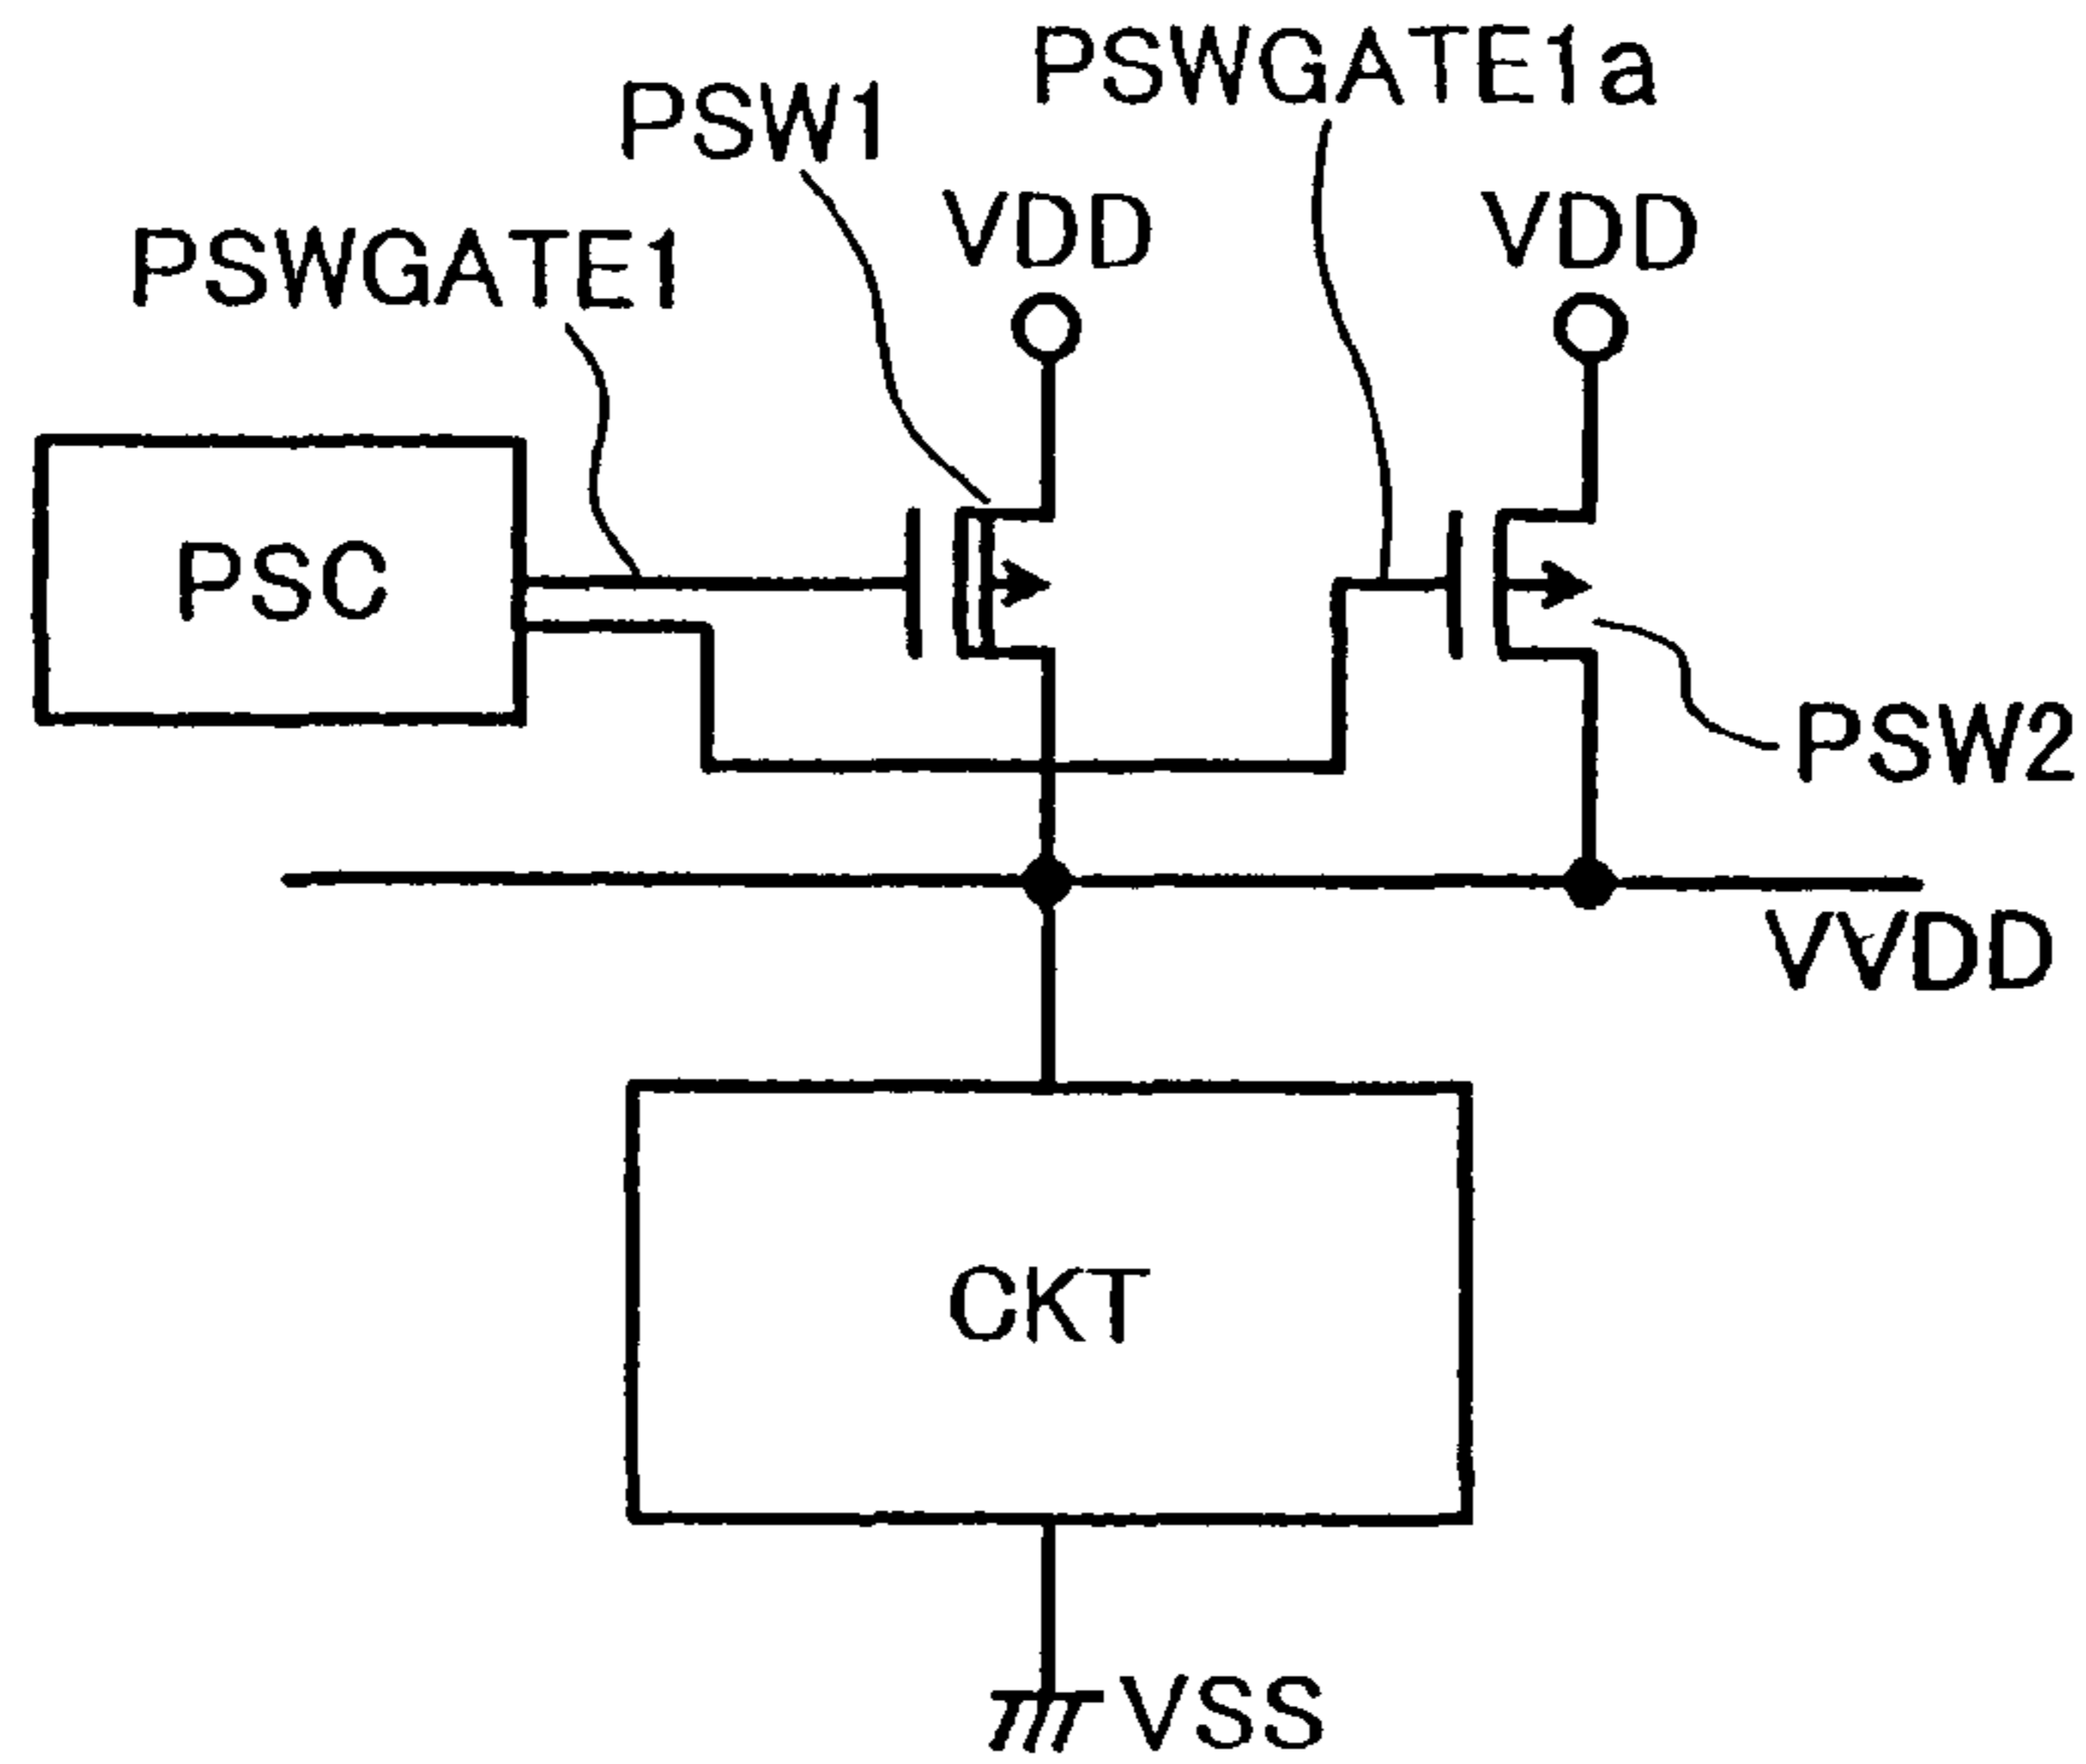 PSWGATE1a
PSW1
VDD
VDD
PSWGATE1
PSC
PSW2
VVDD
CKT
VSS